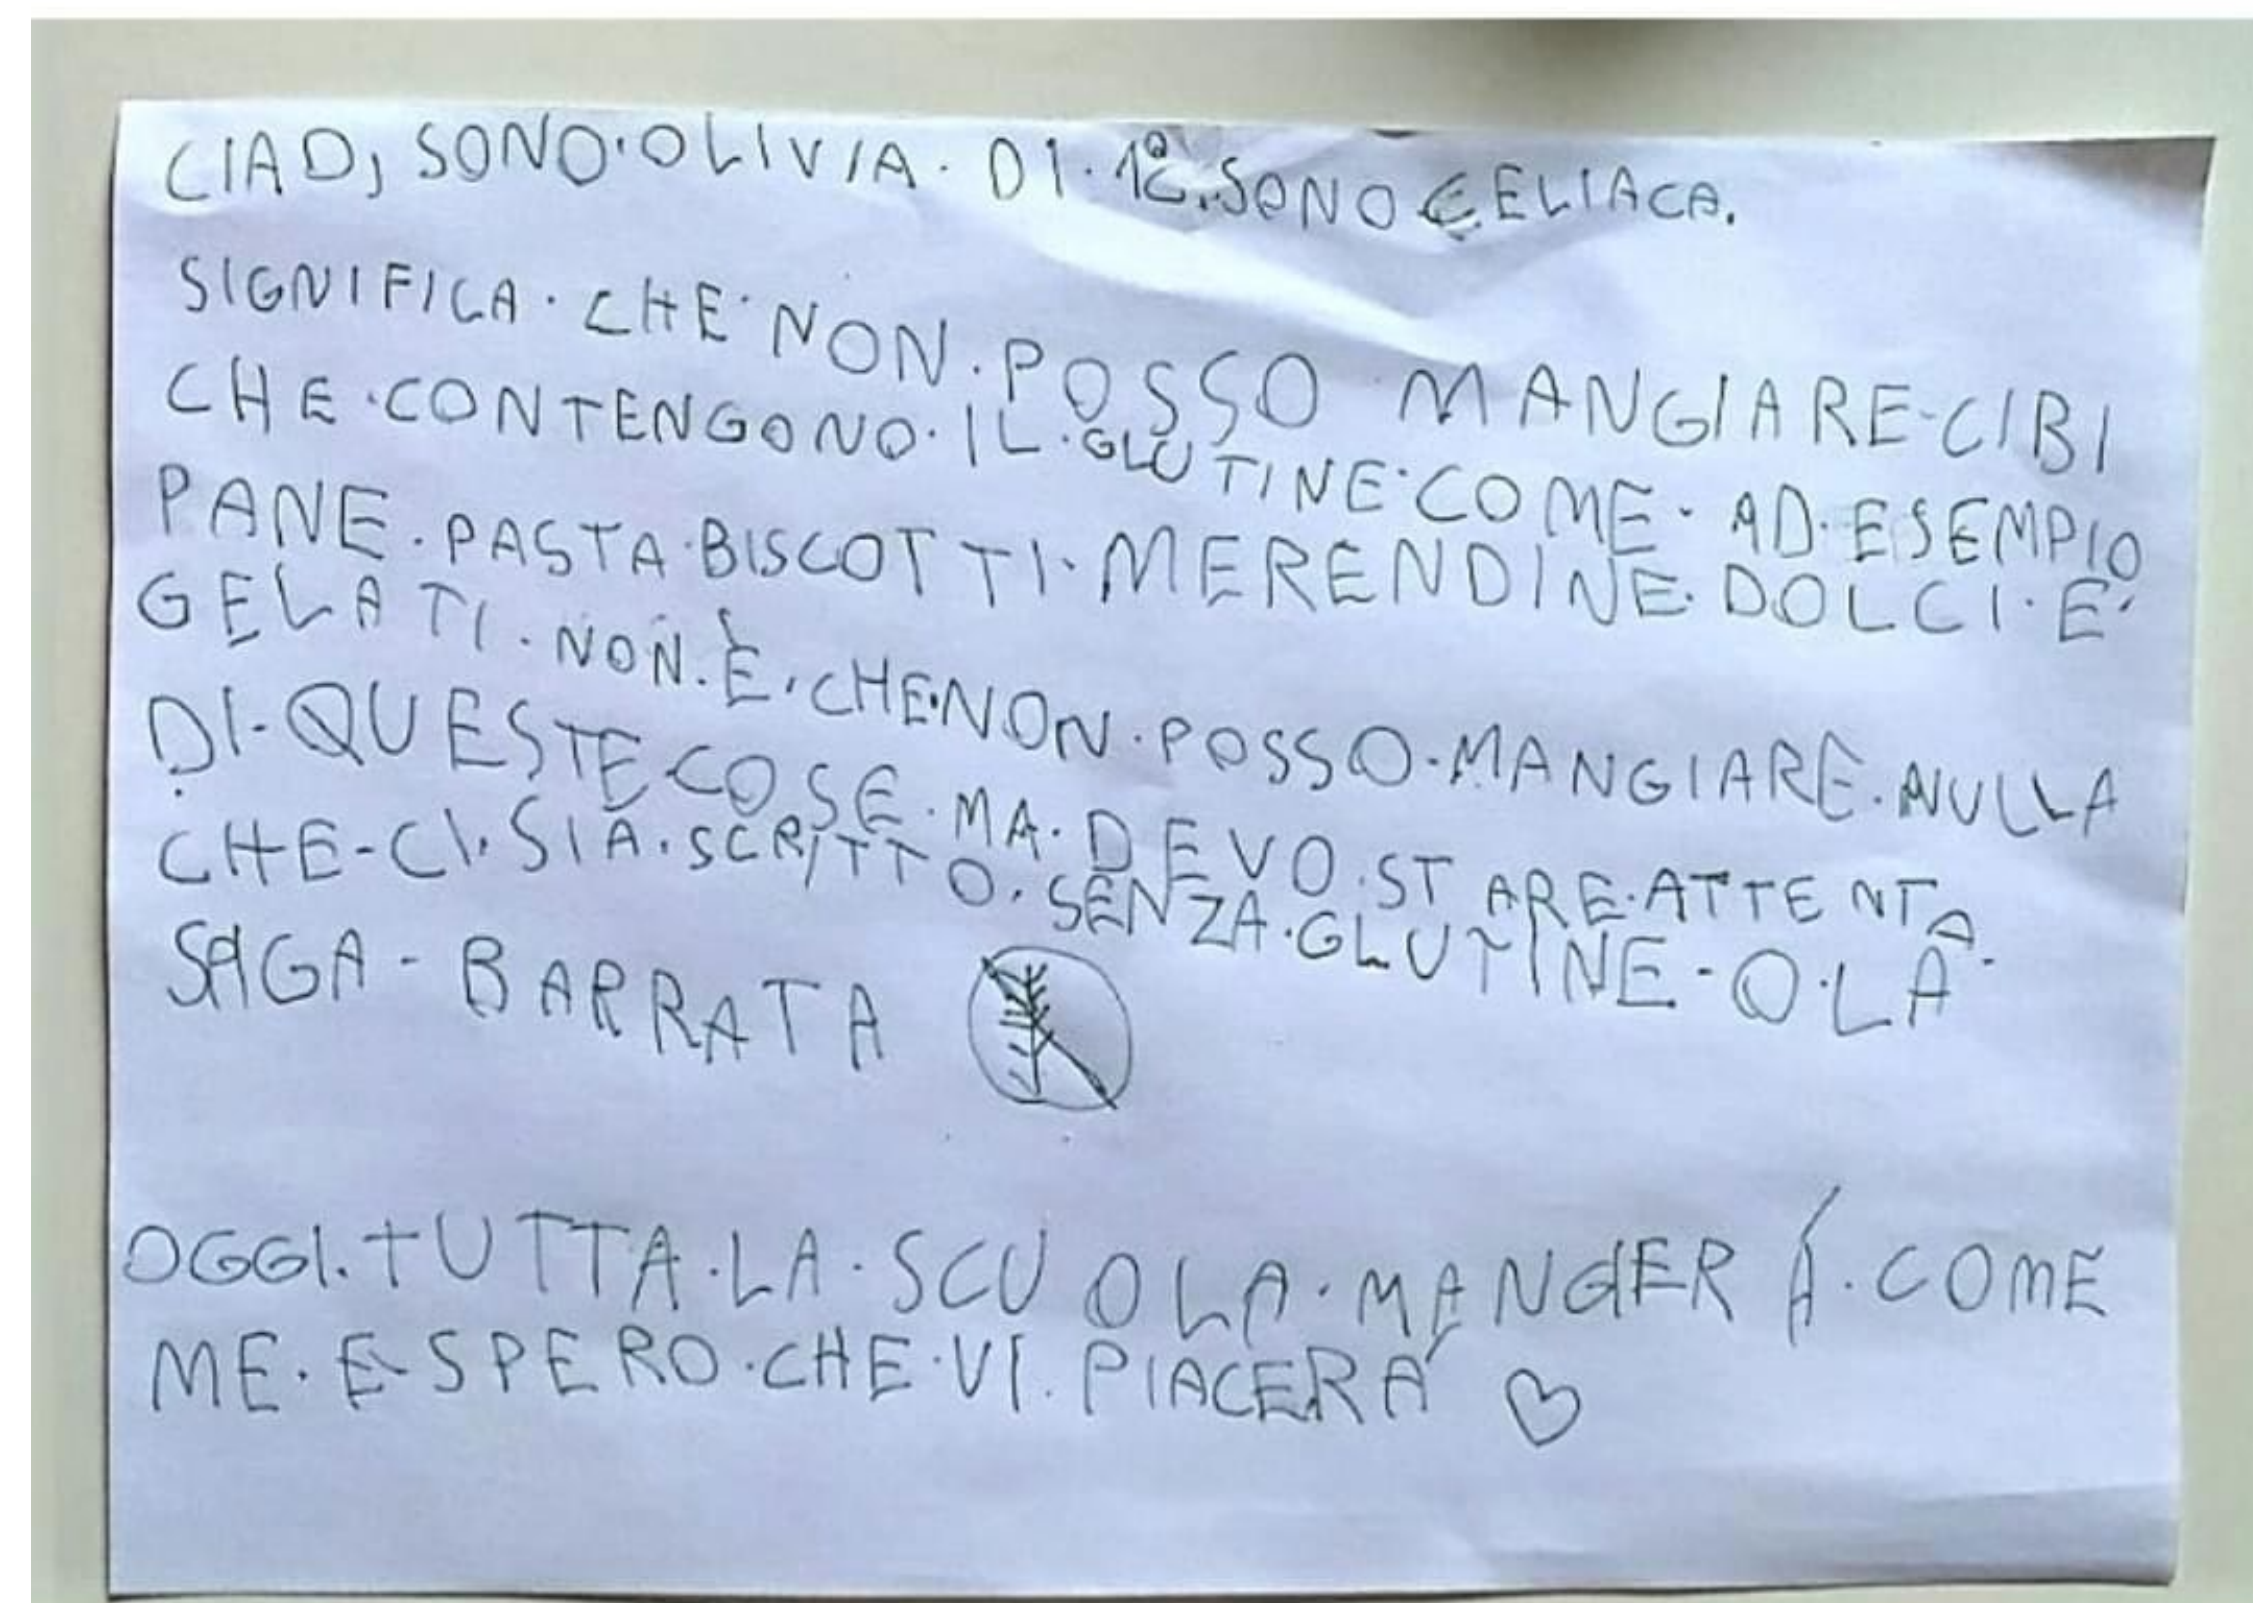 CIAO, SONO·OLIVIA. DI·1ªC.SONO CELIACA.
SIGNIFICA·CHE·NON·POSSO·MANGIARE·CIBI
CHE·CONTENGONO·IL·GLUTINE·COME·AD·ESEMPIO
PANE·PASTA·BISCOTTI·MERENDINE·DOLCI·E'
GELATI·NON·È·CHE·NON·POSSO·MANGIARE·NULLA
DI·QUESTE COSE·MA·DEVO·STARE·ATTENTA·
CHE-CI·SIA·SCRITTO·SENZA·GLUTINE-O·LA·
SAGA-BARRATA
OGGI·TUTTA·LA·SCUOLA·MANGERÁ·COME
ME·E·SPERO·CHE·VI·PIACERÁ